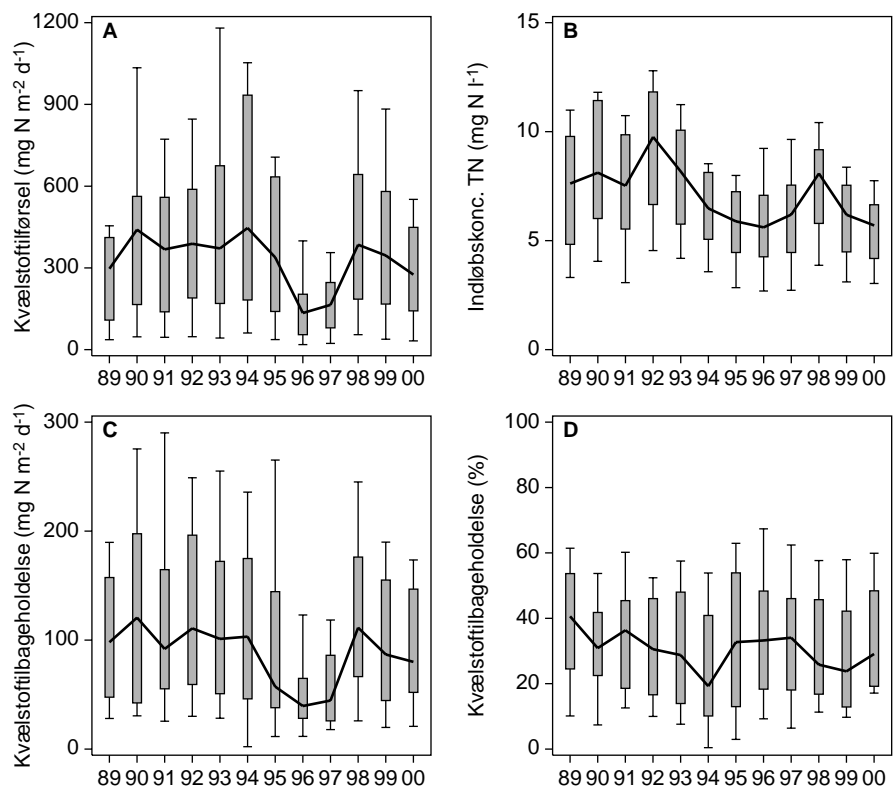 A
Kvælstoftilførsel (mg N m-2 d-1)
1200
900
600
300
0
89 90 91 92 93 94 95 96 97 98 99 00
B
Indløbskonc. TN (mg N l-1)
15
10
5
0
89 90 91 92 93 94 95 96 97 98 99 00
C
Kvælstoftilbageholdelse (mg N m-2 d-1)
300
200
100
0
89 90 91 92 93 94 95 96 97 98 99 00
D
Kvælstoftilbageholdelse (%)
100
80
60
40
20
0
89 90 91 92 93 94 95 96 97 98 99 00